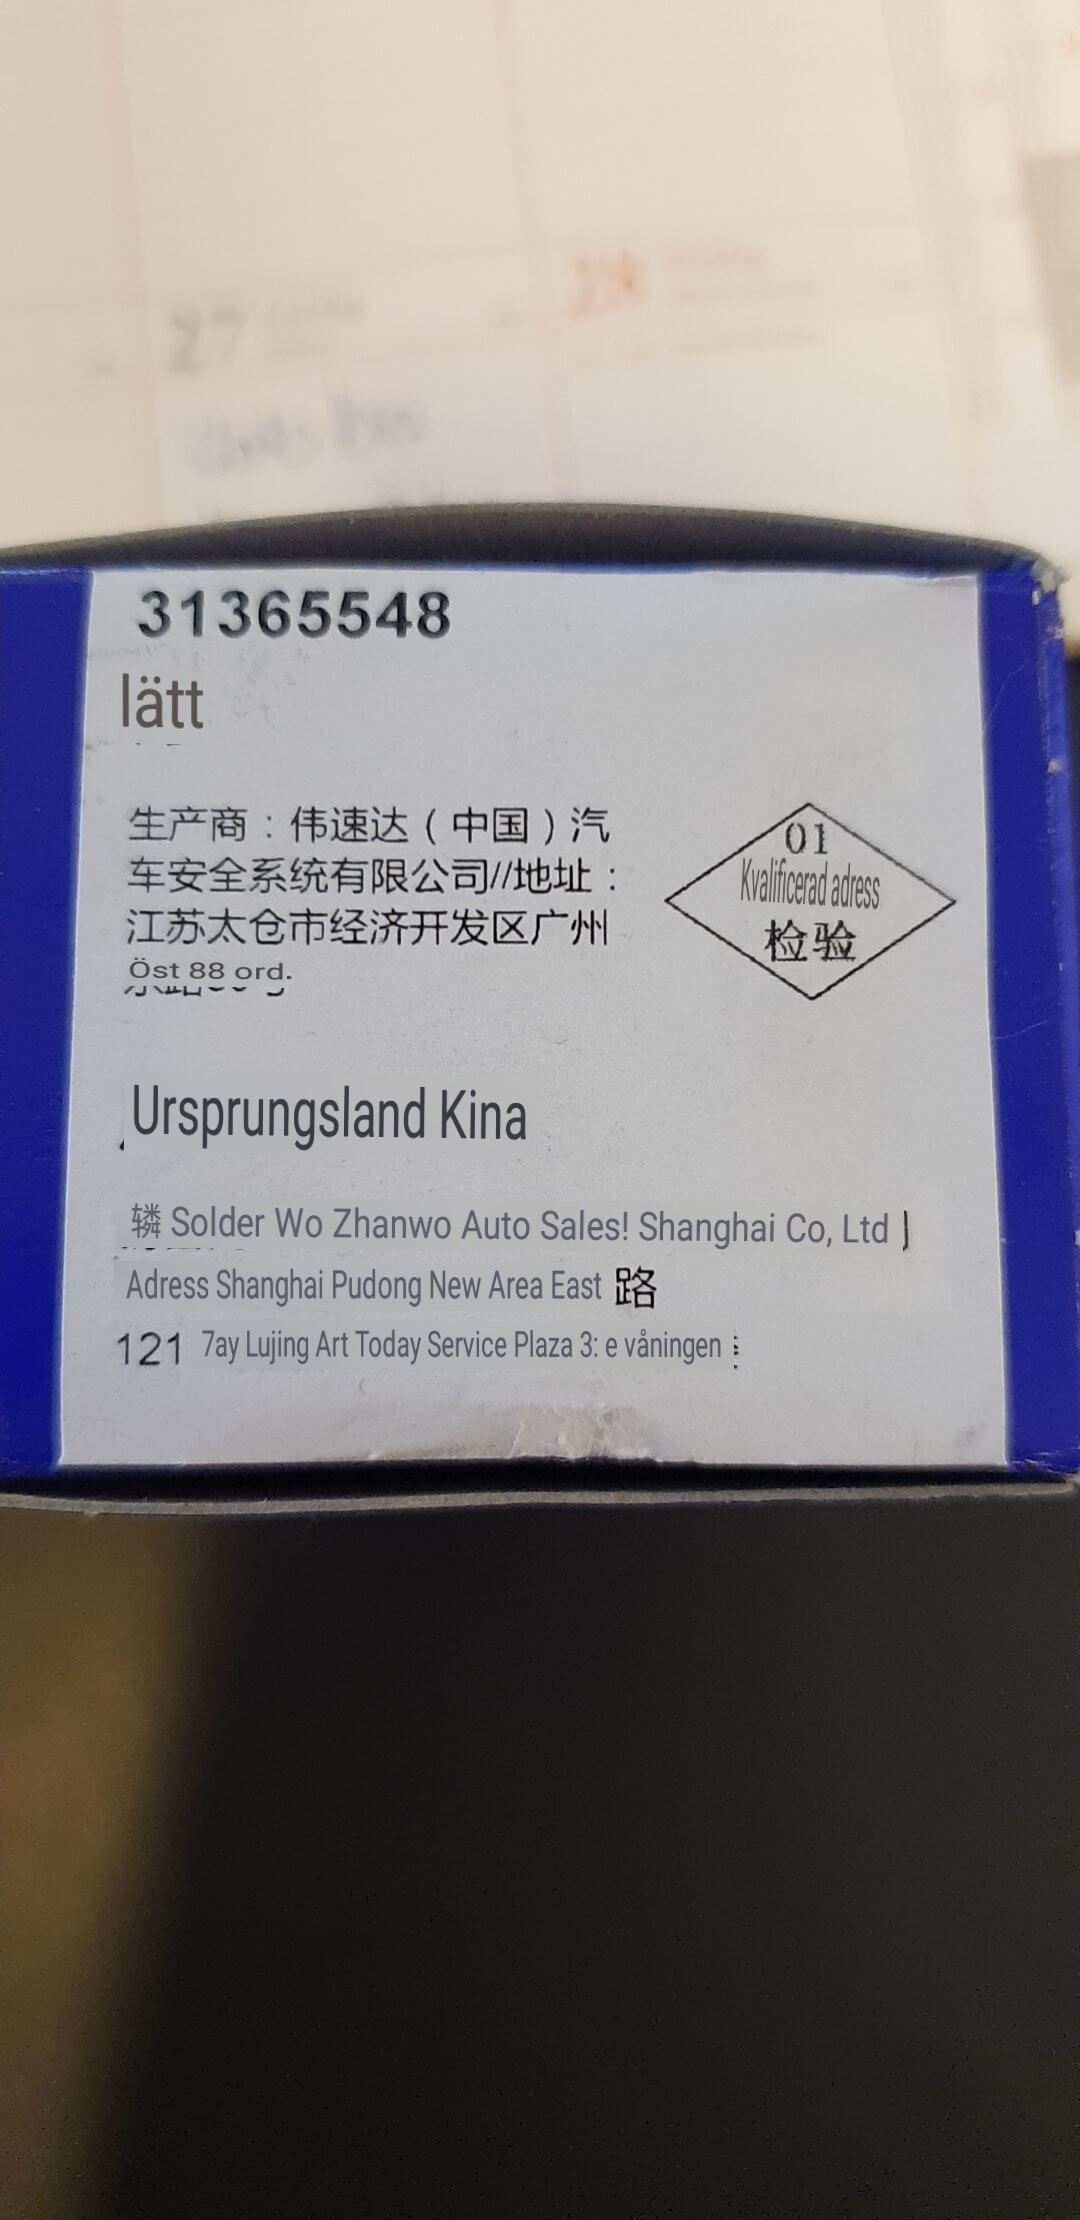 27
28
31365548
lätt
生产商：伟速达（中国）汽
车安全系统有限公司//地址：
江苏太仓市经济开发区广州
Öst 88 ord.
01
Kvalificerad adress
检验
Ursprungsland Kina
辚 Solder Wo Zhanwo Auto Sales! Shanghai Co, Ltd
Adress Shanghai Pudong New Area East 路
121 7ay Lujing Art Today Service Plaza 3: e våningen